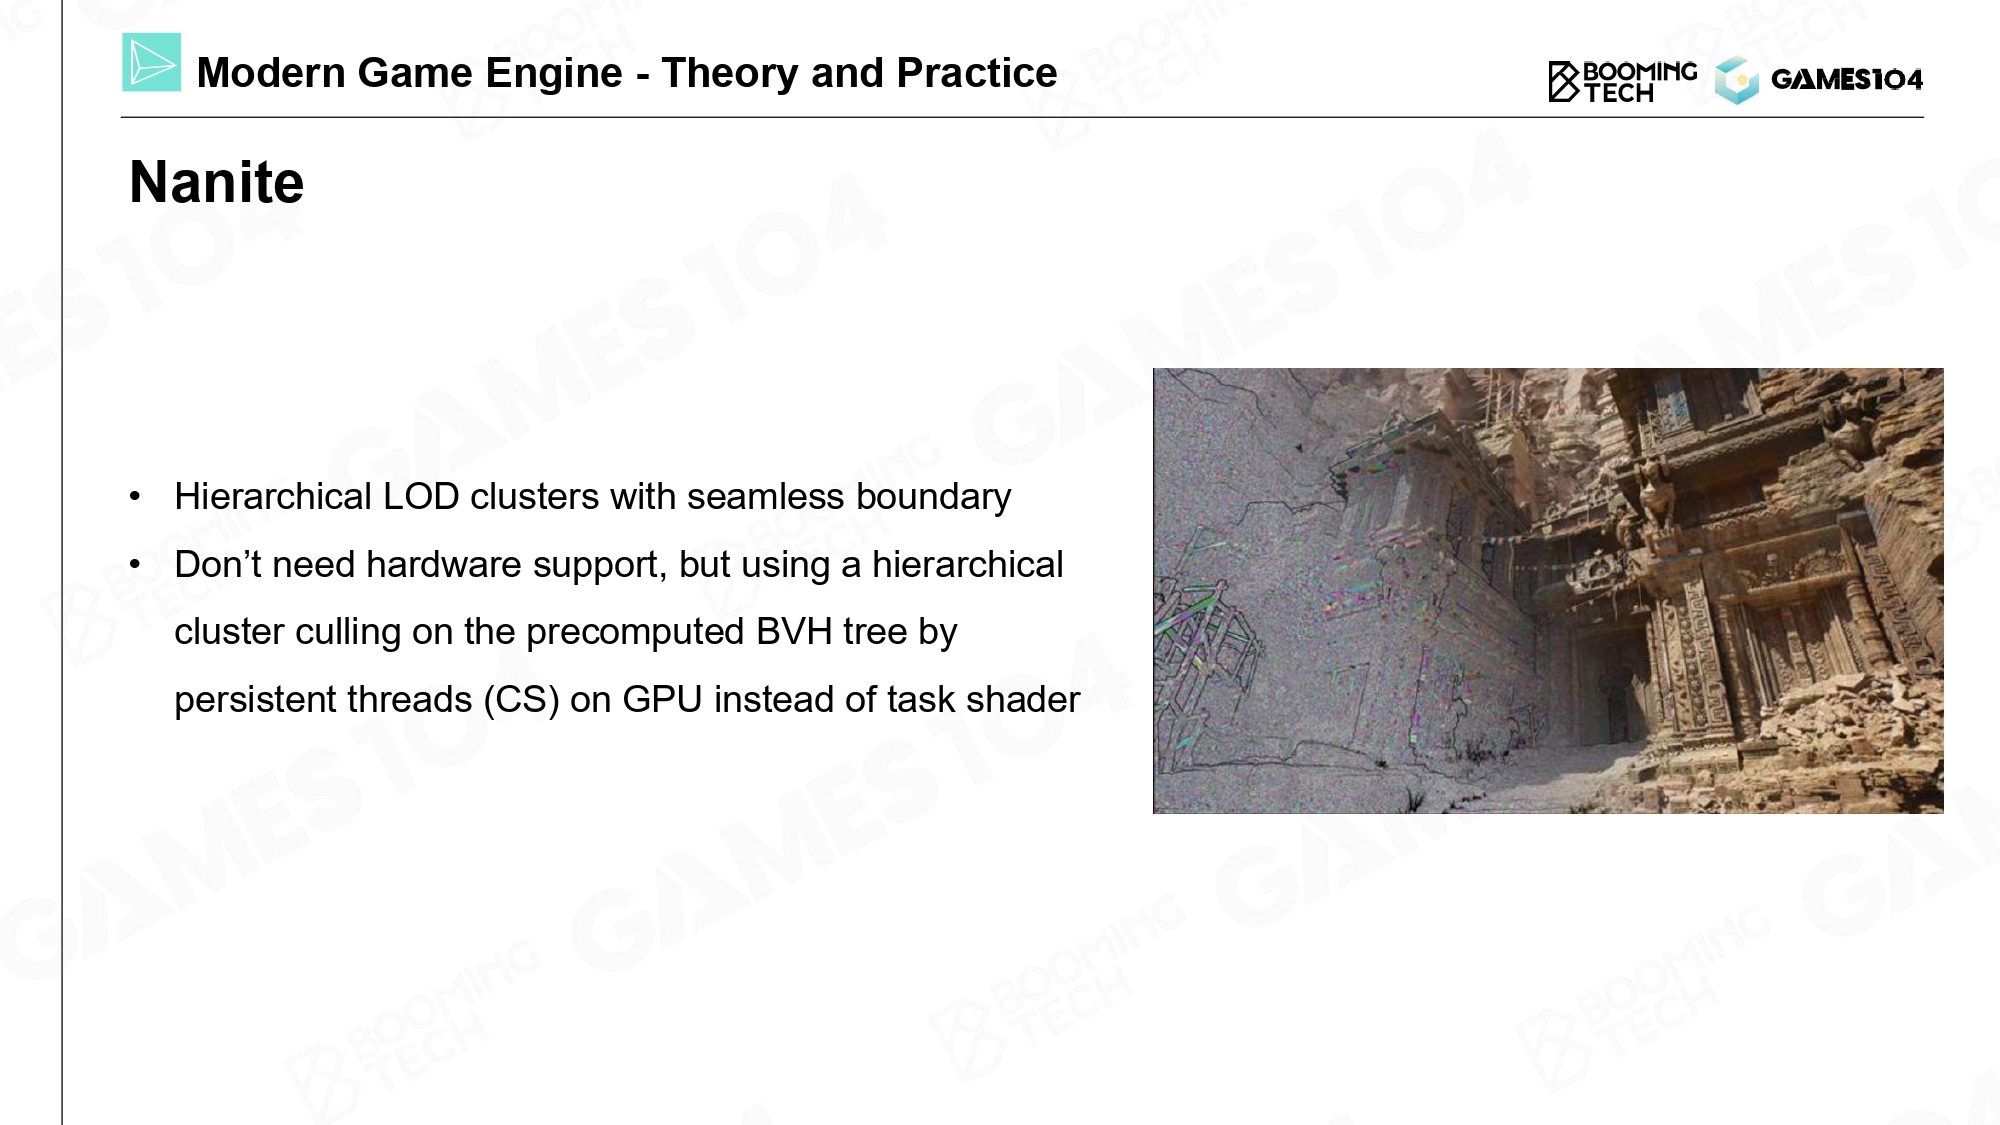 Modern Game Engine - Theory and Practice
BOOMING
TECH
GAMES104
Nanite
• Hierarchical LOD clusters with seamless boundary
• Don’t need hardware support, but using a hierarchical
cluster culling on the precomputed BVH tree by
persistent threads (CS) on GPU instead of task shader